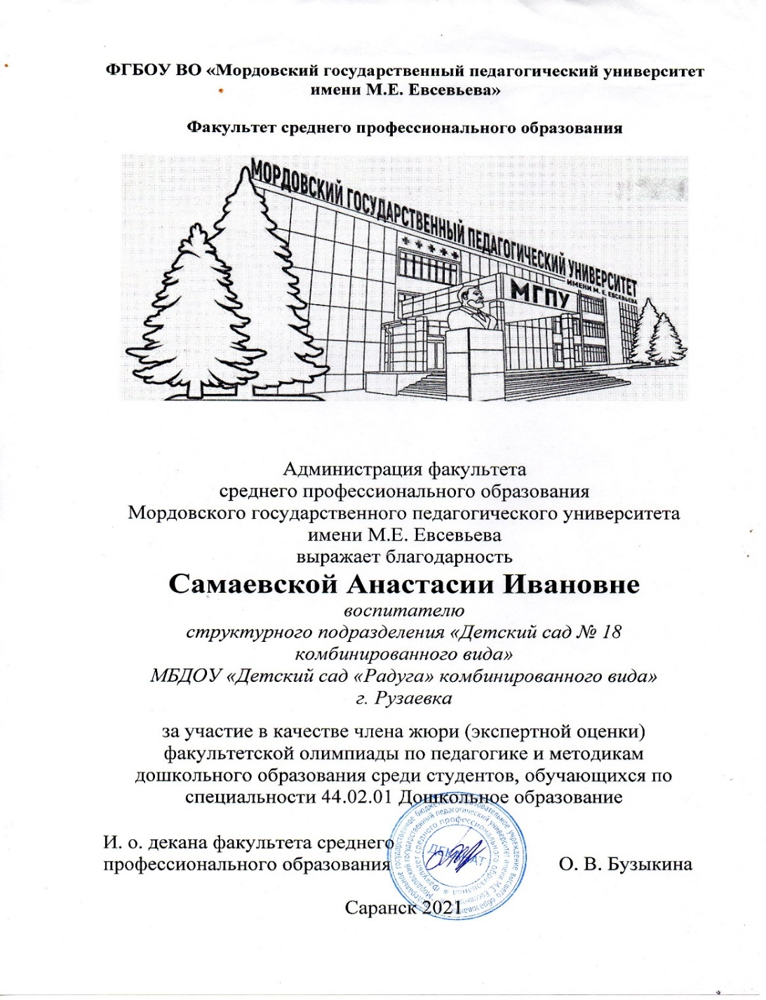 ФГБОУ ВО «Мордовский государственный педагогический университет
имени М.Е. Евсевьева»
Факультет среднего профессионального образования
МОРДОВСКИЙ ГОСУДАРСТВЕННЫЙ ПЕДАГОГИЧЕСКИЙ УНИВЕРСИТЕТ
ИМЕНИ М. Е. ЕВСЕВЬЕВА
МГПУ
Администрация факультета
среднего профессионального образования
Мордовского государственного педагогического университета
имени М.Е. Евсевьева
выражает благодарность
Самаевской Анастасии Ивановне
воспитателю
структурного подразделения «Детский сад № 18
комбинированного вида»
МБДОУ «Детский сад «Радуга» комбинированного вида»
г. Рузаевка
за участие в качестве члена жюри (экспертной оценки)
факультетской олимпиады по педагогике и методикам
дошкольного образования среди студентов, обучающихся по
специальности 44.02.01 Дошкольное образование
И. о. декана факультета среднего
профессионального образования О. В. Бузыкина
ДЕКАНАТ
Факультет среднего профессионального образования
Саранск 2021